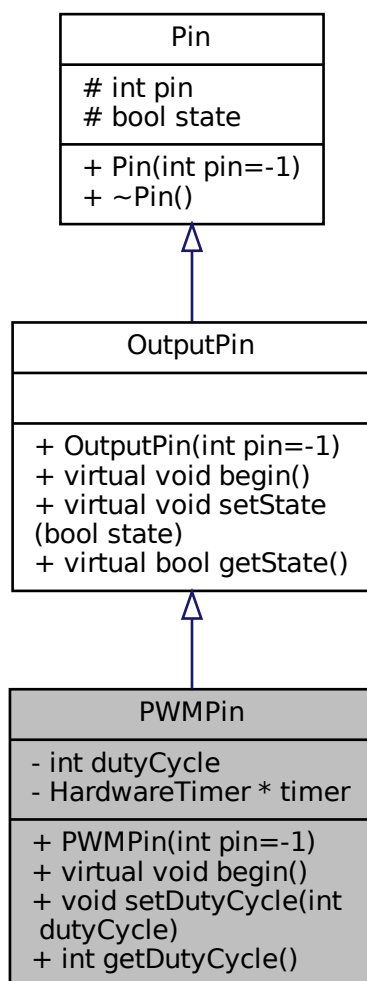 Pin
# int pin
# bool state
+ Pin(int pin=-1)
+ ~Pin()
OutputPin
+ OutputPin(int pin=-1)
+ virtual void begin()
+ virtual void setState
(bool state)
+ virtual bool getState()
PWMPin
- int dutyCycle
- HardwareTimer * timer
+ PWMPin(int pin=-1)
+ virtual void begin()
+ void setDutyCycle(int
dutyCycle)
+ int getDutyCycle()